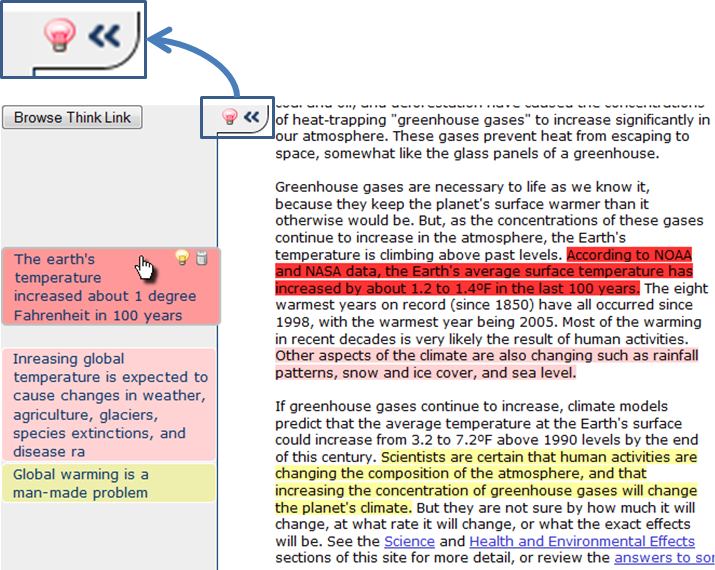 Browse Think Link
The earth's
temperature
increased about 1 degree
Fahrenheit in 100 years
Inreasing global
temperature is expected to
cause changes in weather,
agriculture, glaciers,
species extinctions, and
disease ra
Global warming is a
man-made problem
coal and oil, and deforestation have caused the concentrations
of heat-trapping "greenhouse gases" to increase significantly in
our atmosphere. These gases prevent heat from escaping to
space, somewhat like the glass panels of a greenhouse.
Greenhouse gases are necessary to life as we know it,
because they keep the planet's surface warmer than it
otherwise would be. But, as the concentrations of these gases
continue to increase in the atmosphere, the Earth's
temperature is climbing above past levels. According to NOAA
and NASA data, the Earth's average surface temperature has
increased by about 1.2 to 1.4ºF in the last 100 years. The eight
warmest years on record (since 1850) have all occurred since
1998, with the warmest year being 2005. Most of the warming
in recent decades is very likely the result of human activities.
Other aspects of the climate are also changing such as rainfall
patterns, snow and ice cover, and sea level.
If greenhouse gases continue to increase, climate models
predict that the average temperature at the Earth's surface
could increase from 3.2 to 7.2ºF above 1990 levels by the end
of this century. Scientists are certain that human activities are
changing the composition of the atmosphere, and that
increasing the concentration of greenhouse gases will change
the planet's climate. But they are not sure by how much it will
change, at what rate it will change, or what the exact effects
will be. See the Science and Health and Environmental Effects
sections of this site for more detail, or review the answers to